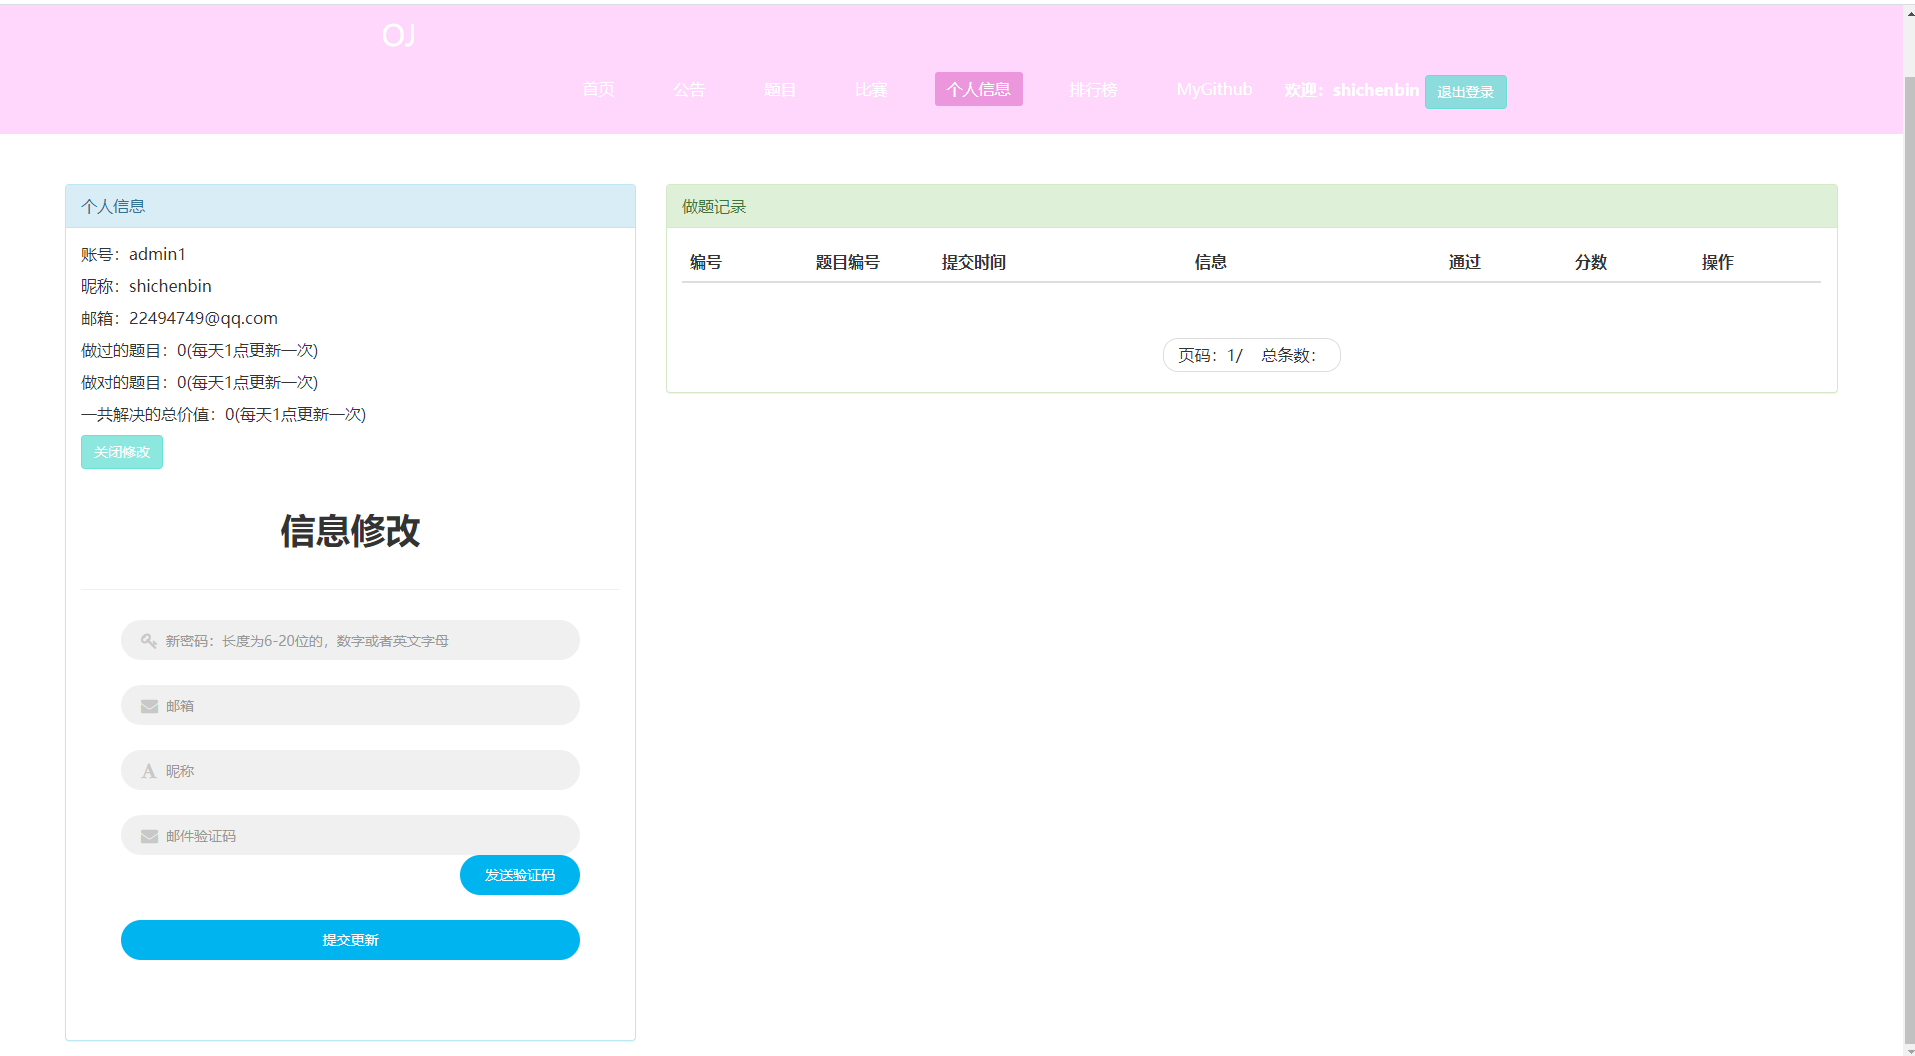 OJ
首页 公告 题目 比赛 个人信息 排行榜 MyGithub 欢迎：shichenbin 退出登录
个人信息
账号：admin1
昵称：shichenbin
邮箱：22494749@qq.com
做过的题目：0(每天1点更新一次)
做对的题目：0(每天1点更新一次)
一共解决的总价值：0(每天1点更新一次)
关闭修改
信息修改
新密码：长度为6-20位的，数字或者英文字母
邮箱
昵称
邮件验证码
发送验证码
提交更新
做题记录
编号 题目编号 提交时间 信息 通过 分数 操作
页码：1/ 总条数：